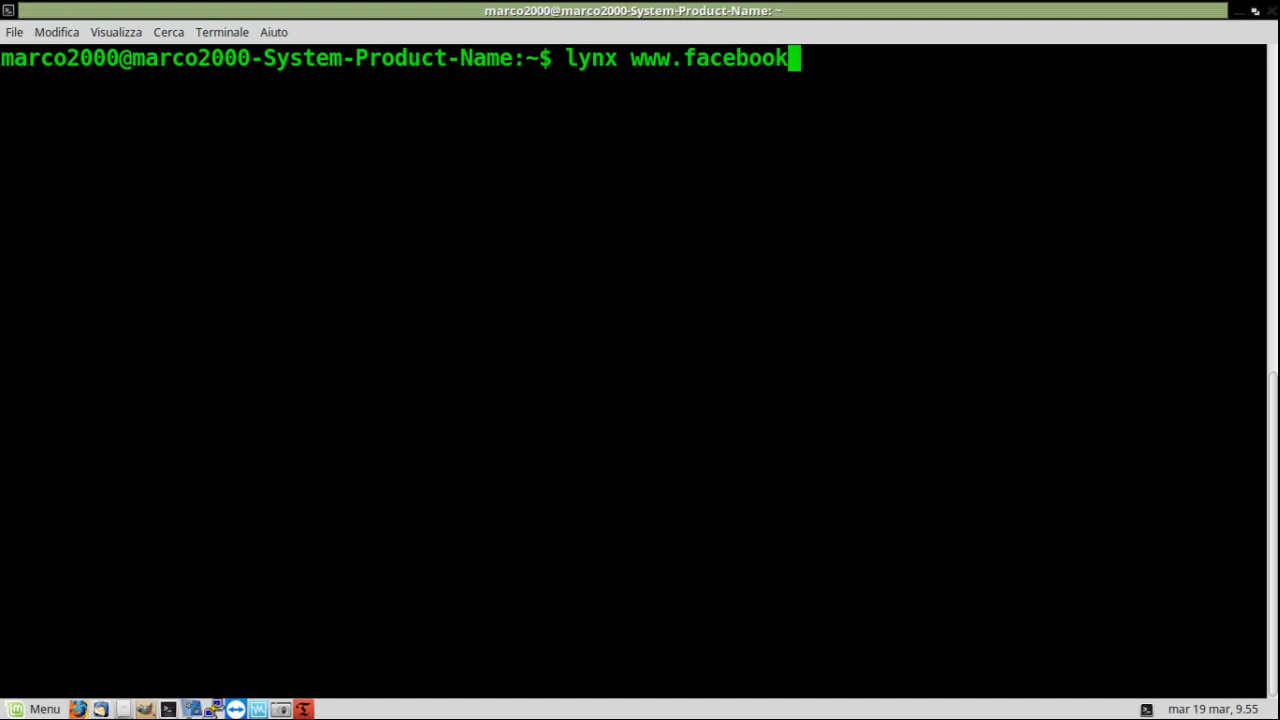 marco2000@marco2000-System-Product-Name: ~
File Modifica Visualizza Cerca Terminale Aiuto
marco2000@marco2000-System-Product-Name:~$ lynx www.facebook
Menu mar 19 mar, 9.55